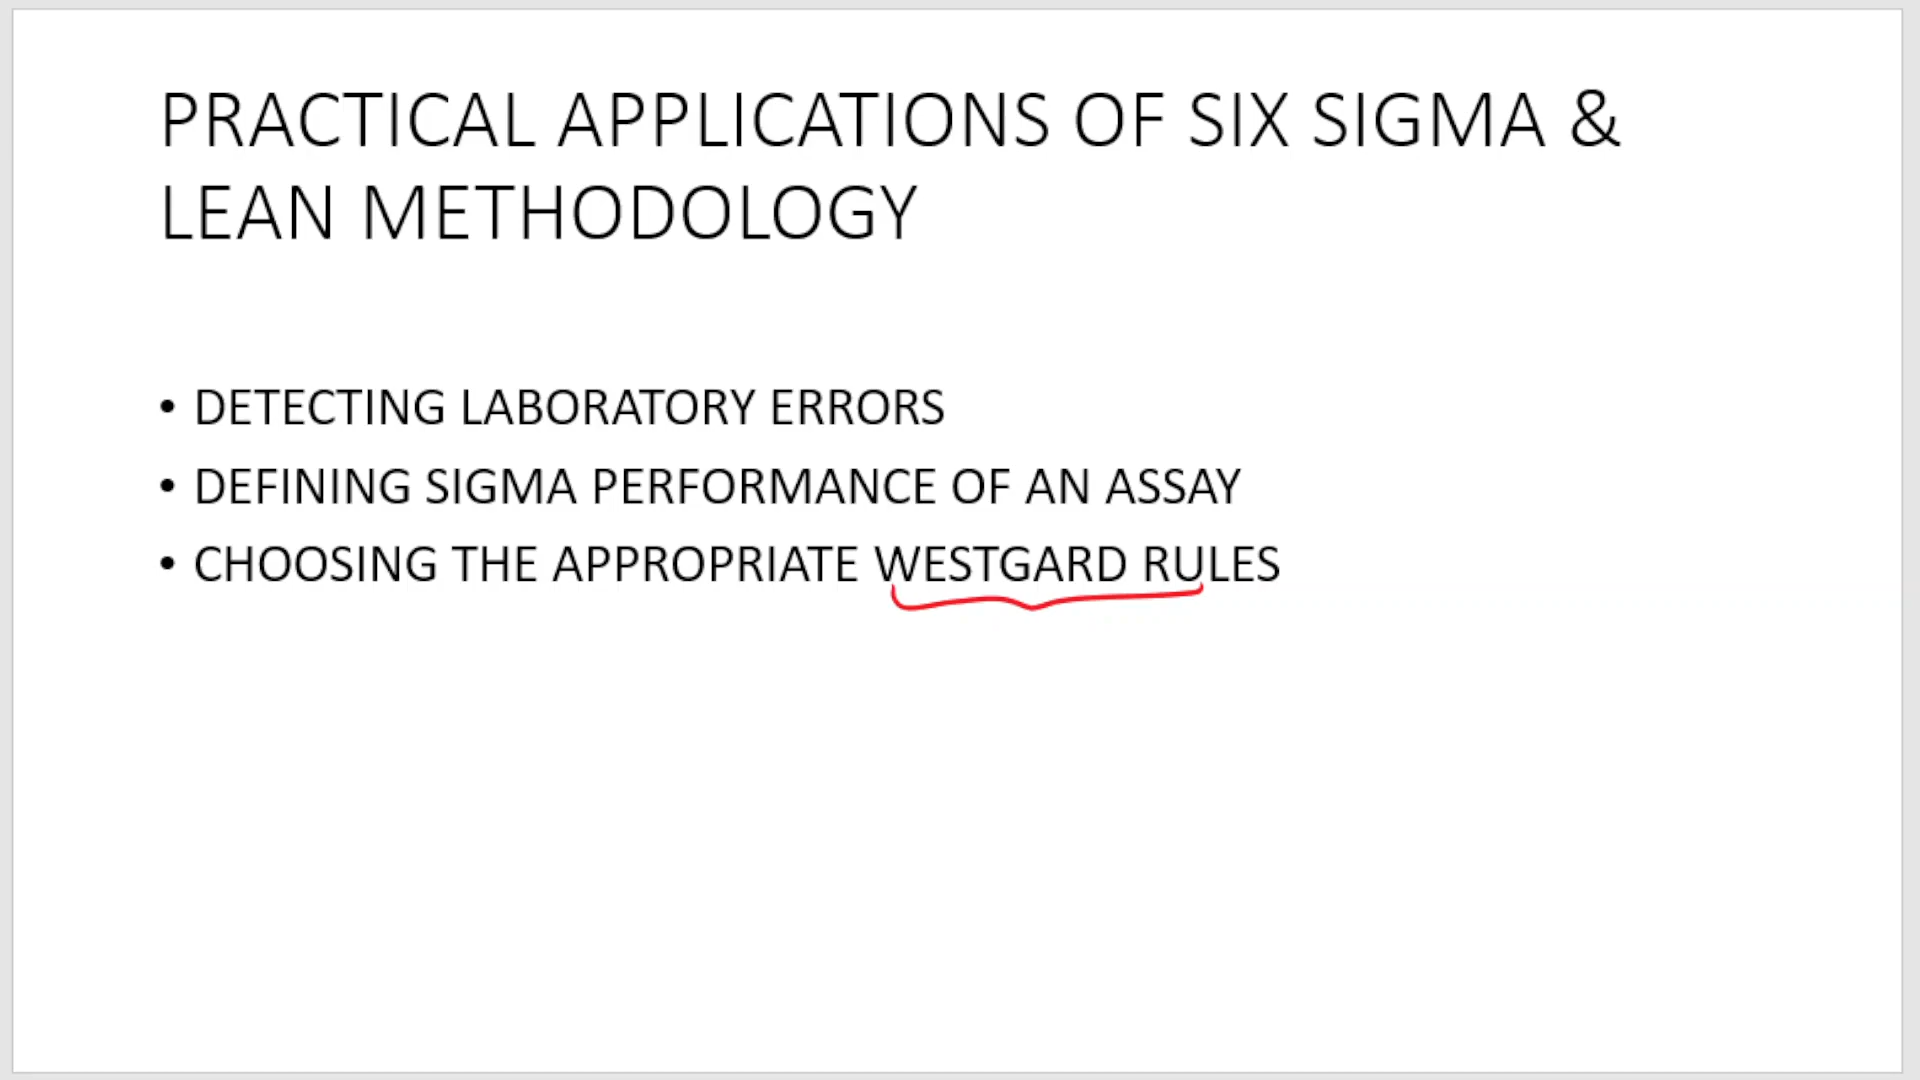 PRACTICAL APPLICATIONS OF SIX SIGMA &
LEAN METHODOLOGY
• DETECTING LABORATORY ERRORS
• DEFINING SIGMA PERFORMANCE OF AN ASSAY
• CHOOSING THE APPROPRIATE WESTGARD RULES